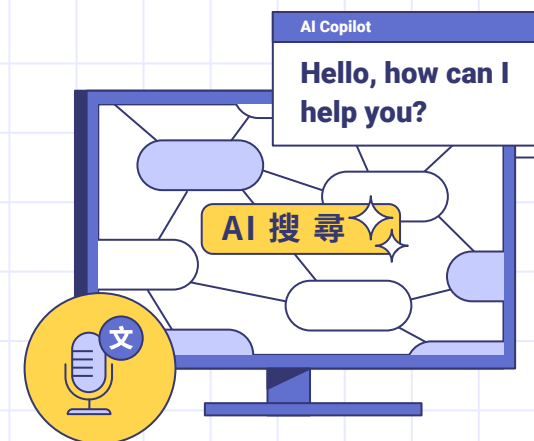 AI Copilot
Hello, how can I
help you?
AI 搜尋
文